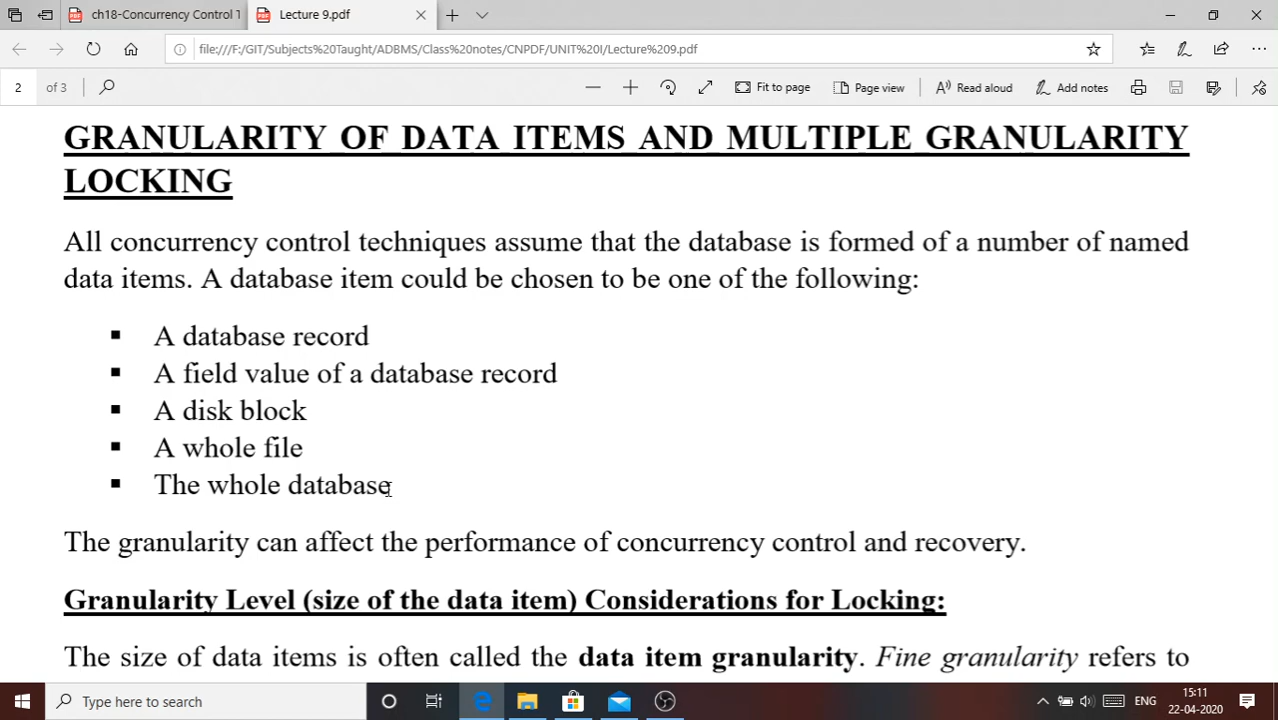 ch18-Concurrency Control T
Lecture 9.pdf
file:///F:/GIT/Subjects%20Taught/ADBMS/Class%20notes/CNPDF/UNIT%20I/Lecture%209.pdf
2 of 3
Fit to page
Page view
Read aloud
Add notes
GRANULARITY OF DATA ITEMS AND MULTIPLE GRANULARITY
LOCKING
All concurrency control techniques assume that the database is formed of a number of named
data items. A database item could be chosen to be one of the following:
▪ A database record
▪ A field value of a database record
▪ A disk block
▪ A whole file
▪ The whole database
The granularity can affect the performance of concurrency control and recovery.
Granularity Level (size of the data item) Considerations for Locking:
The size of data items is often called the data item granularity. Fine granularity refers to
Type here to search
ENG
15:11
22-04-2020